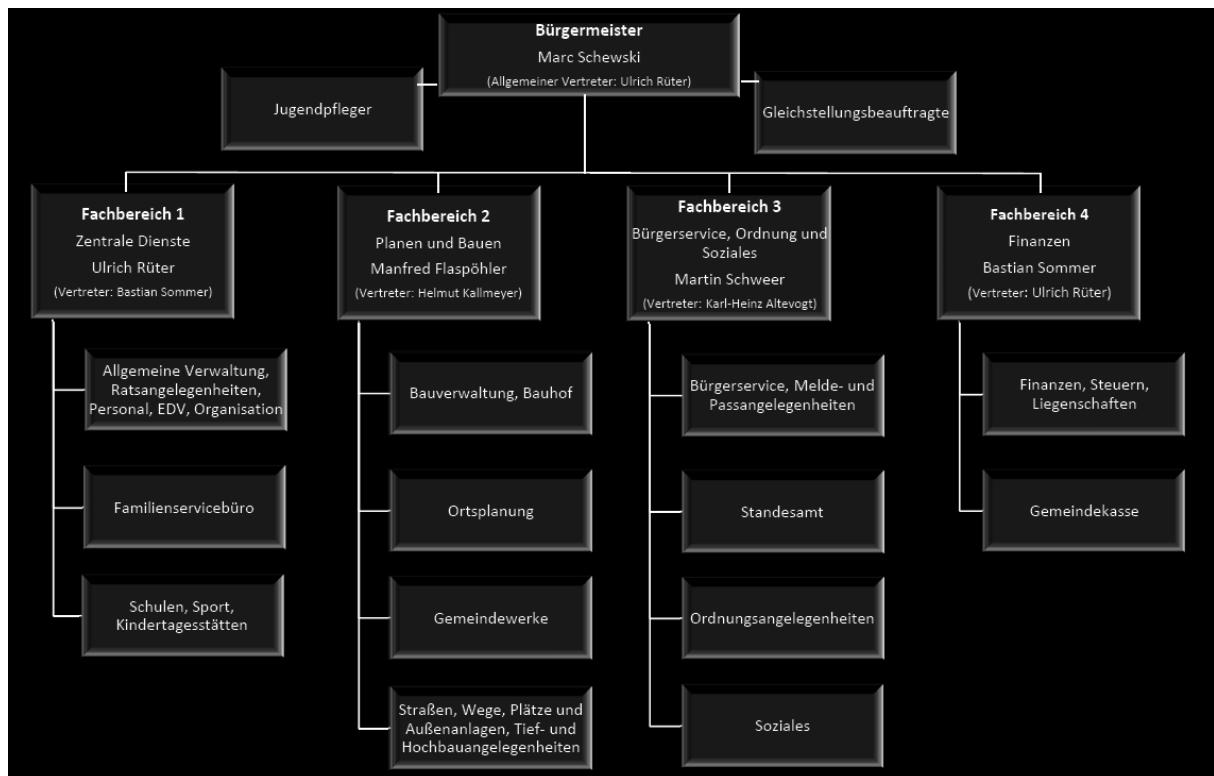 Bürgermeister
Marc Schewski
(Allgemeiner Vertreter: Ulrich Rüter)
Jugendpfleger
Gleichstellungsbeauftragte
Fachbereich 1
Zentrale Dienste
Ulrich Rüter
(Vertreter: Bastian Sommer)
Fachbereich 2
Planen und Bauen
Manfred Flaspöhler
(Vertreter: Helmut Kallmeyer)
Fachbereich 3
Bürgerservice, Ordnung und
Soziales
Martin Schweer
(Vertreter: Karl-Heinz Altevogt)
Fachbereich 4
Finanzen
Bastian Sommer
(Vertreter: Ulrich Rüter)
Allgemeine Verwaltung,
Ratsangelegenheiten,
Personal, EDV, Organisation
Familienservicebüro
Schulen, Sport,
Kindertagesstätten
Bauverwaltung, Bauhof
Ortsplanung
Gemeindewerke
Straßen, Wege, Plätze und
Außenanlagen, Tief- und
Hochbauangelegenheiten
Bürgerservice, Melde- und
Passangelegenheiten
Standesamt
Ordnungsangelegenheiten
Soziales
Finanzen, Steuern,
Liegenschaften
Gemeindekasse